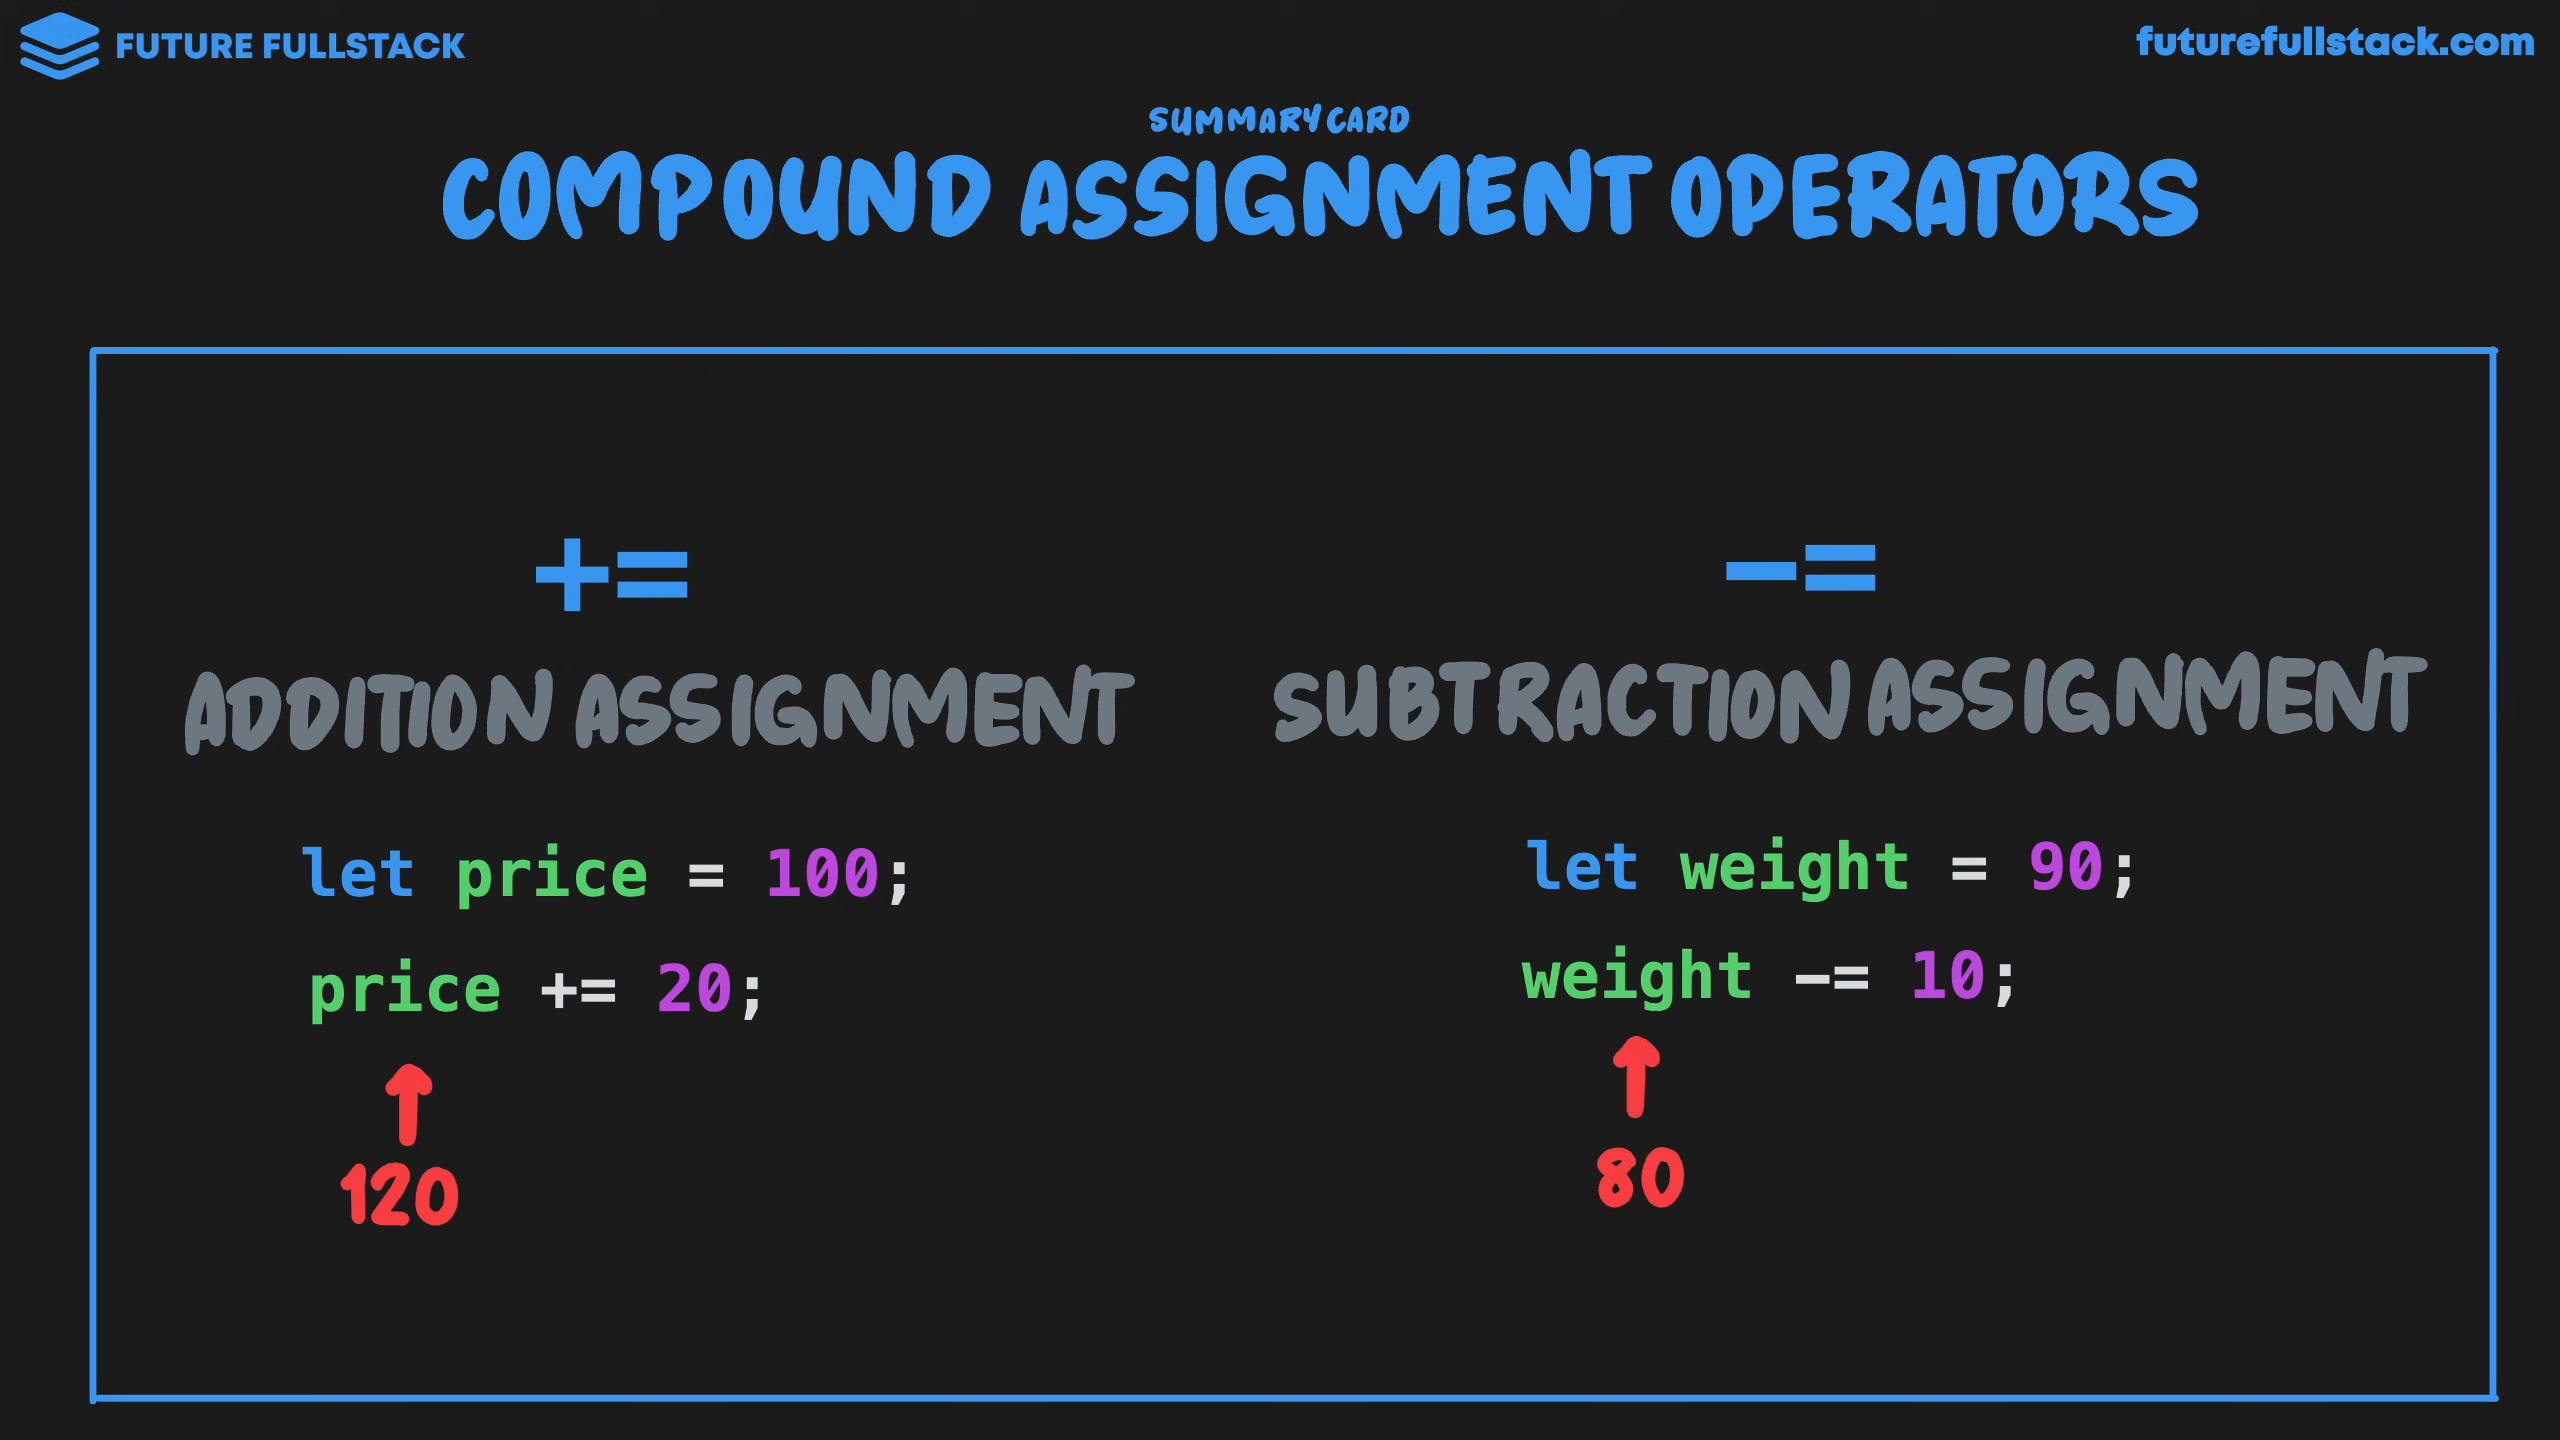 FUTURE FULLSTACK
futurefullstack.com
SUMMARY CARD
COMPOUND ASSIGNMENT OPERATORS
+=
ADDITION ASSIGNMENT
let price = 100;
price += 20;
120
-=
SUBTRACTION ASSIGNMENT
let weight = 90;
weight -= 10;
80